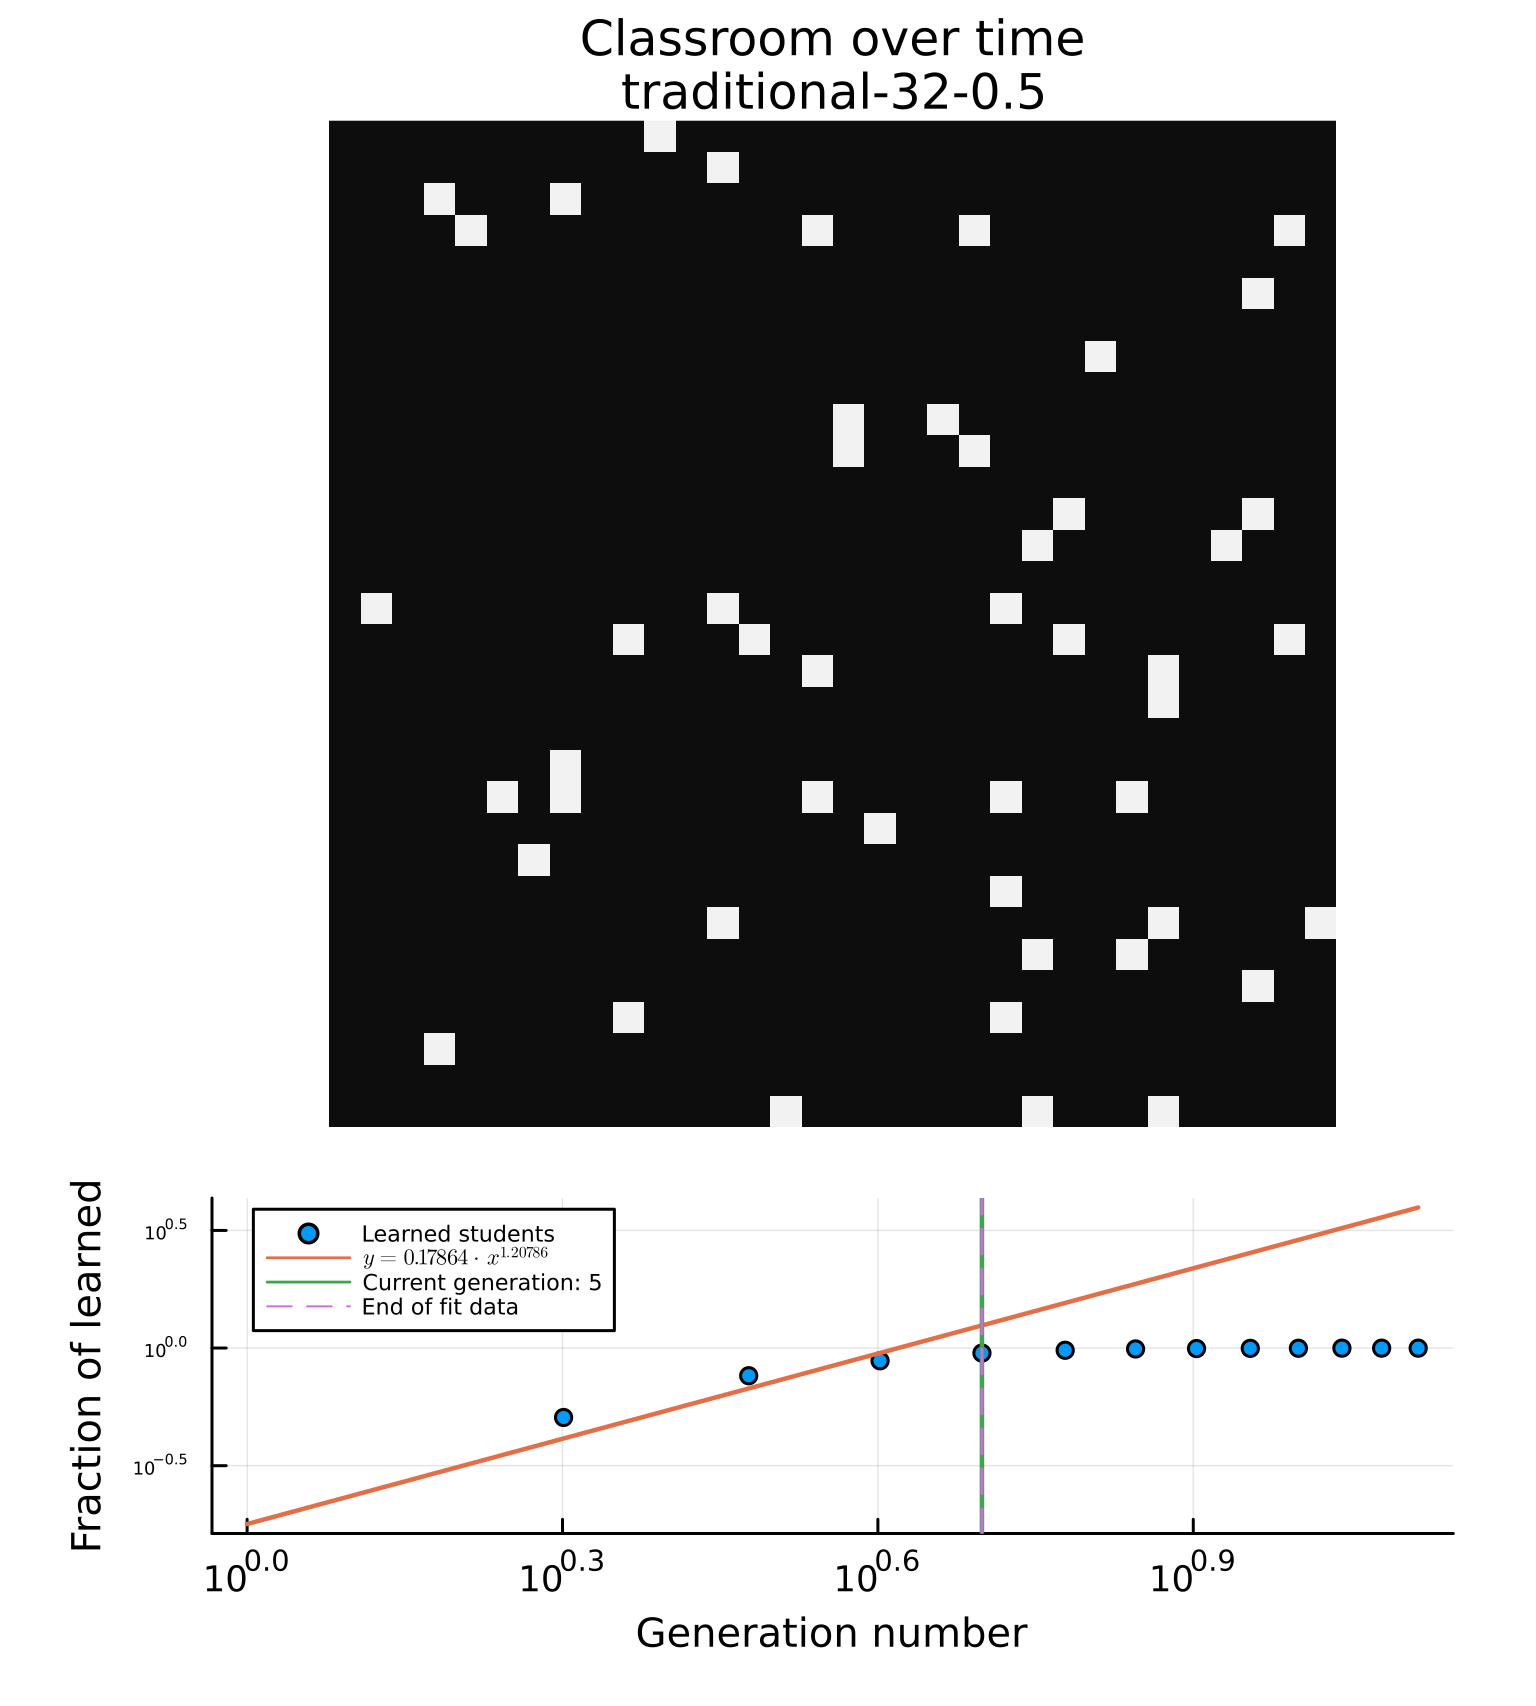 Classroom over time
traditional-32-0.5
Fraction of learned
10^0.5
10^0.0
10^−0.5
Learned students
y = 0.17864 · x^1.20786
Current generation: 5
End of fit data
10^0.0 10^0.3 10^0.6 10^0.9
Generation number